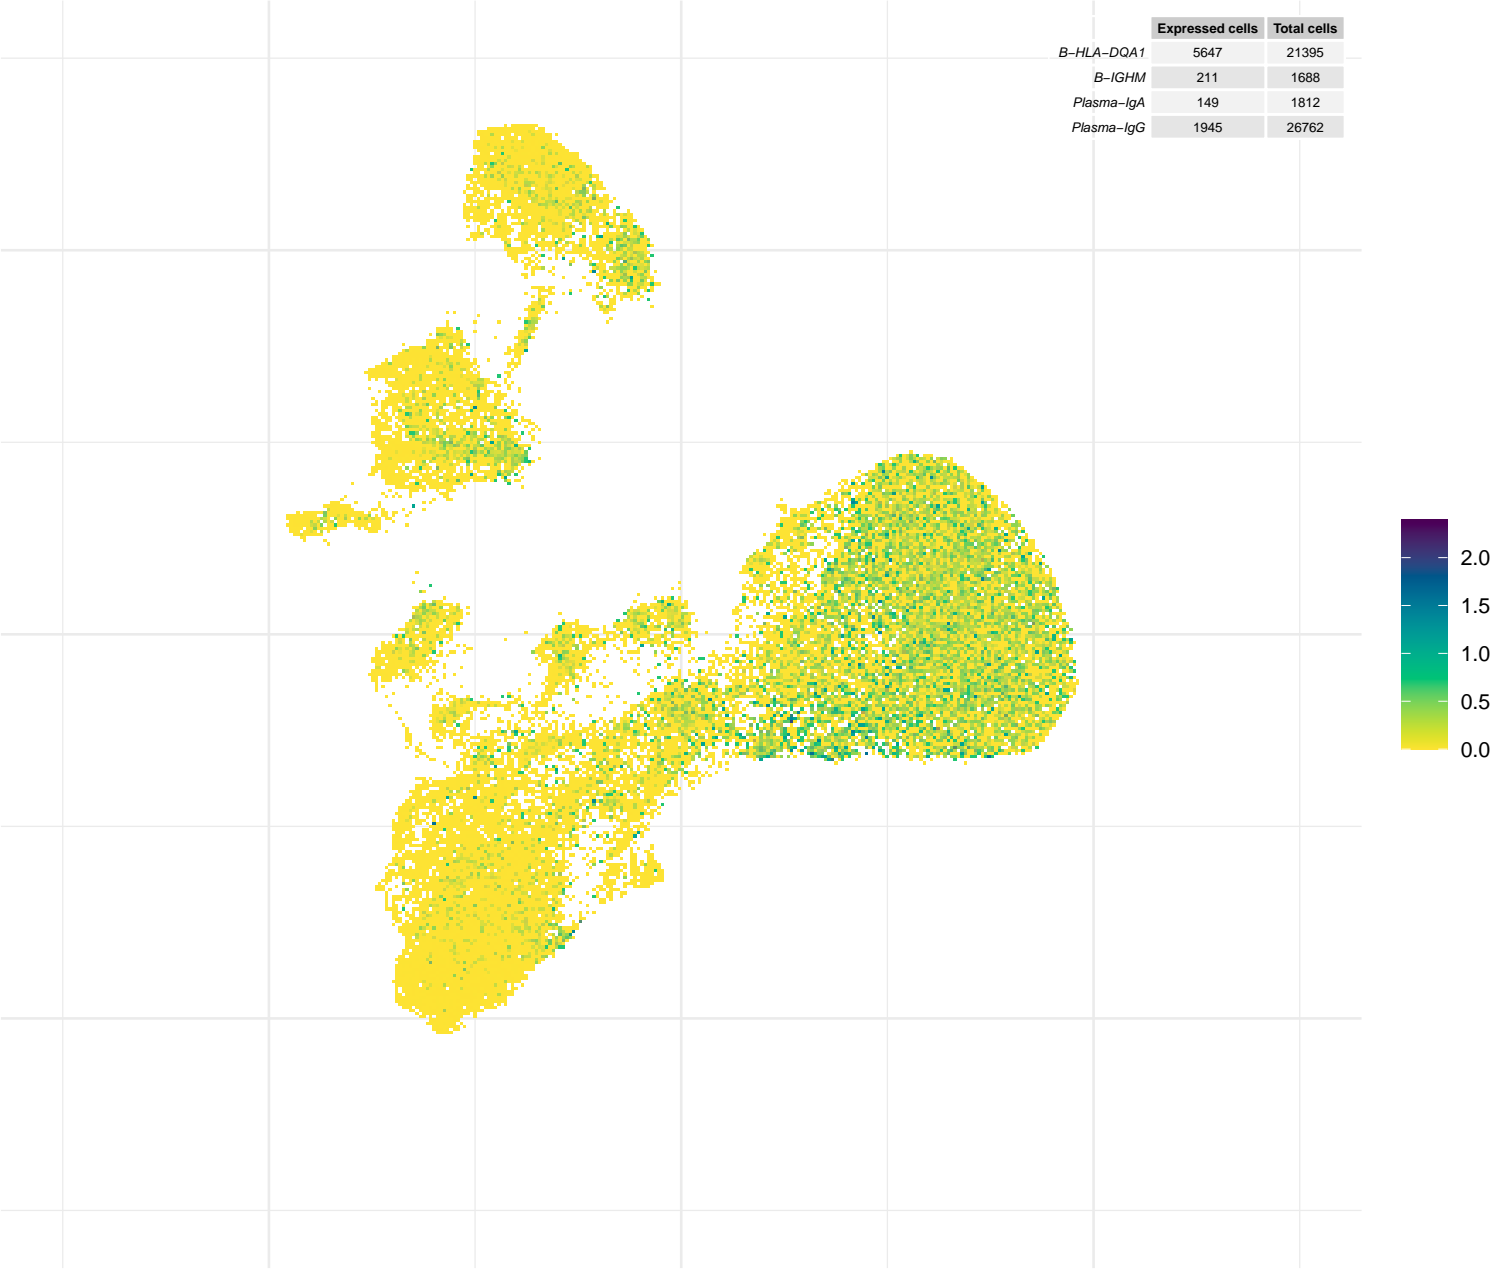 Expressed cells Total cells
B−HLA−DQA1 5647 21395
B−IGHM 211 1688
Plasma−IgA 149 1812
Plasma−IgG 1945 26762
2.0
1.5
1.0
0.5
0.0